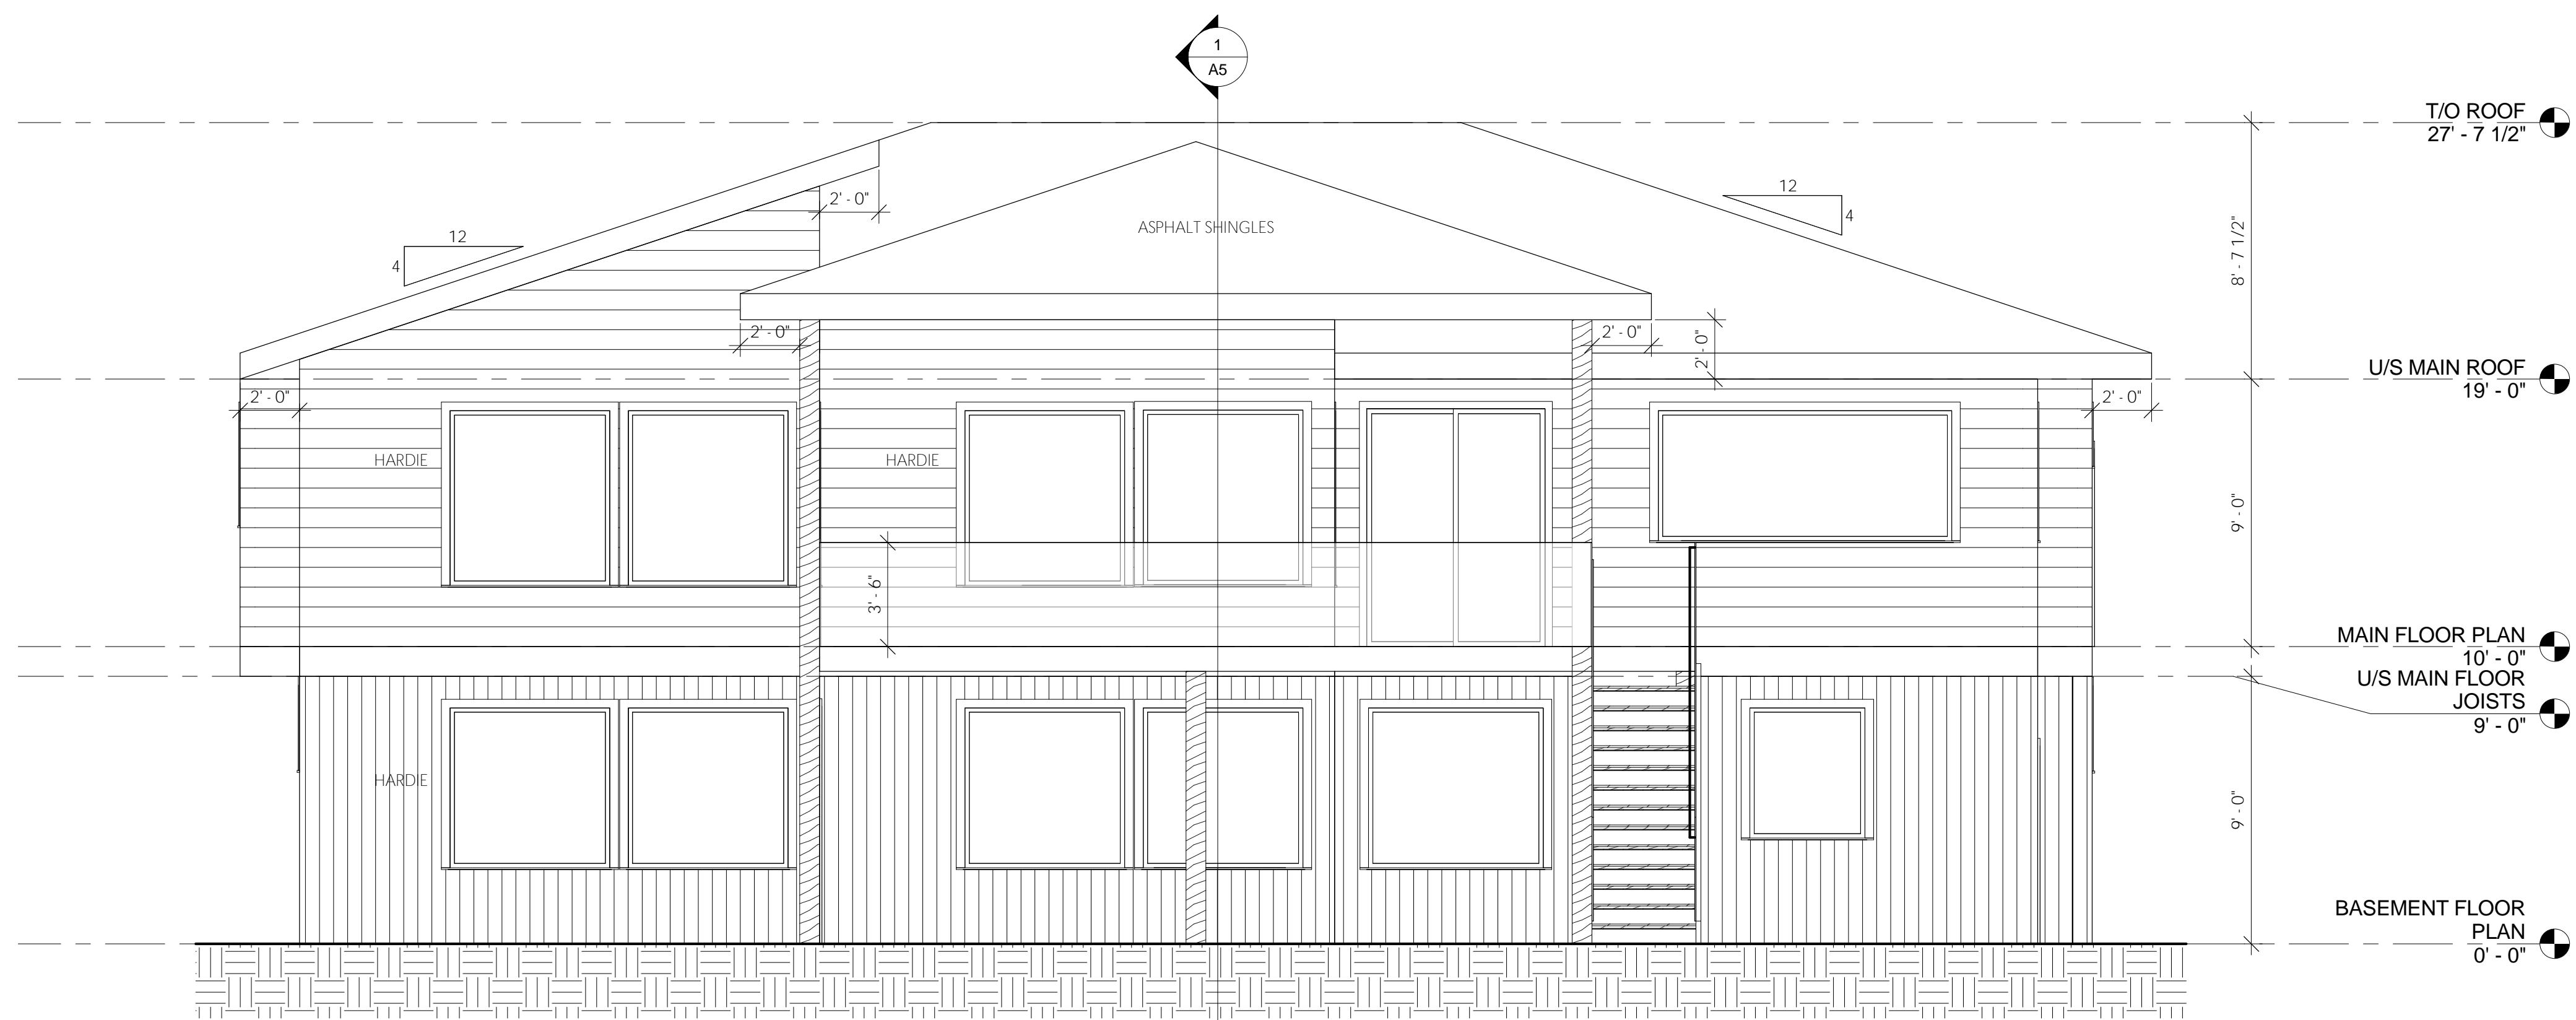 1
A5
T/O ROOF
27' - 7 1/2"
12
4
2' - 0"
12
4
ASPHALT SHINGLES
8' - 7 1/2"
2' - 0"
2' - 0"
2' - 0"
U/S MAIN ROOF
19' - 0"
2' - 0"
2' - 0"
HARDIE
HARDIE
9' - 0"
3' - 6"
MAIN FLOOR PLAN
10' - 0"
U/S MAIN FLOOR
JOISTS
9' - 0"
HARDIE
9' - 0"
BASEMENT FLOOR
PLAN
0' - 0"